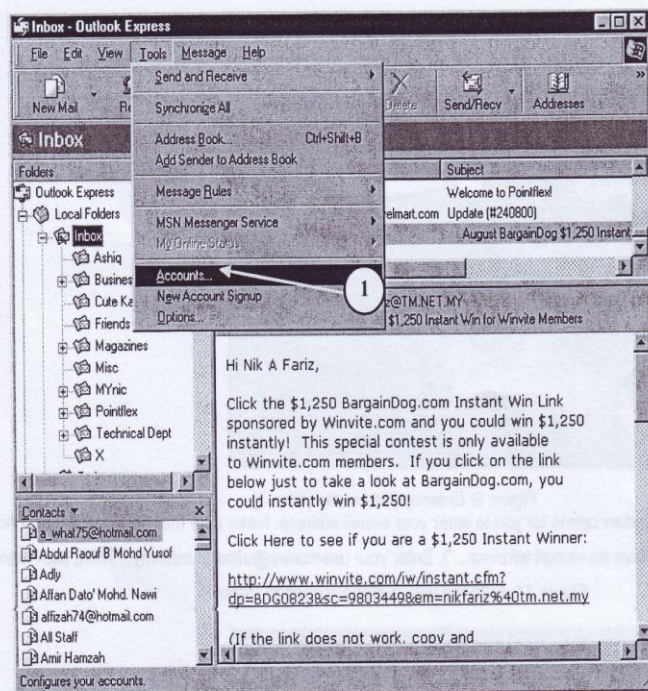 Inbox - Outlook Express
File Edit View Tools Message Help
New Mail
Delete
Send/Recv
Addresses
»
Send and Receive
Synchronize All
Address Book... Ctrl+Shift+B
Add Sender to Address Book
Message Rules
MSN Messenger Service
My Online Status
Accounts...
New Account Signup
Options...
1
Inbox
Folders
Outlook Express
Local Folders
Inbox
Ashiq
Busines
Cute Ka
Friends
Magazines
Misc
MYnic
Pointflex
Technical Dept
X
Subject
Welcome to Pointflex!
elmart.com Update (#240800)
August BargainDog $1,250 Instant
z@TM.NET.MY
$1,250 Instant Win for Winvite Members
Hi Nik A Fariz,
Click the $1,250 BargainDog.com Instant Win Link
sponsored by Winvite.com and you could win $1,250
instantly! This special contest is only available
to Winvite.com members. If you click on the link
below just to take a look at BargainDog.com, you
could instantly win $1,250!
Click Here to see if you are a $1,250 Instant Winner:
http://www.winvite.com/iw/instant.cfm?
dp=BDG0823&sc=9803449&em=nikfariz%40tm.net.my
(If the link does not work, copy and
Contacts
a_what75@hotmail.com
Abdul Raouf B Mohd Yusof
Adly
Affan Dato' Mohd. Nawi
alfizah74@hotmail.com
All Staff
Amir Hamzah
Configures your accounts.